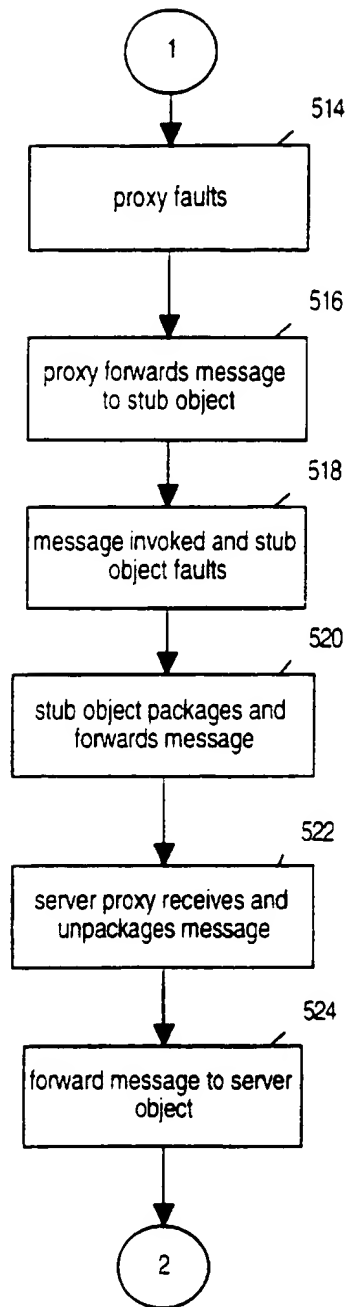 1
514
proxy faults
516
proxy forwards message
to stub object
518
message invoked and stub
object faults
520
stub object packages and
forwards message
522
server proxy receives and
unpackages message
524
forward message to server
object
2